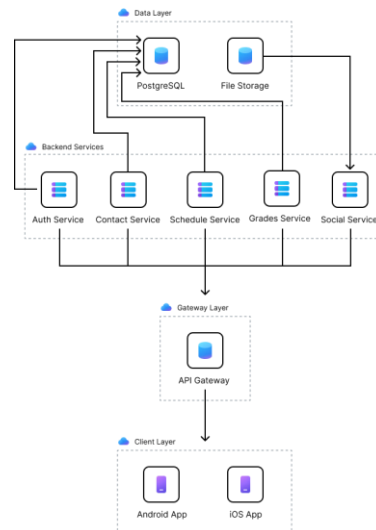 Data Layer
PostgreSQL
File Storage
Backend Services
Auth Service
Contact Service
Schedule Service
Grades Service
Social Service
Gateway Layer
API Gateway
Client Layer
Android App
iOS App